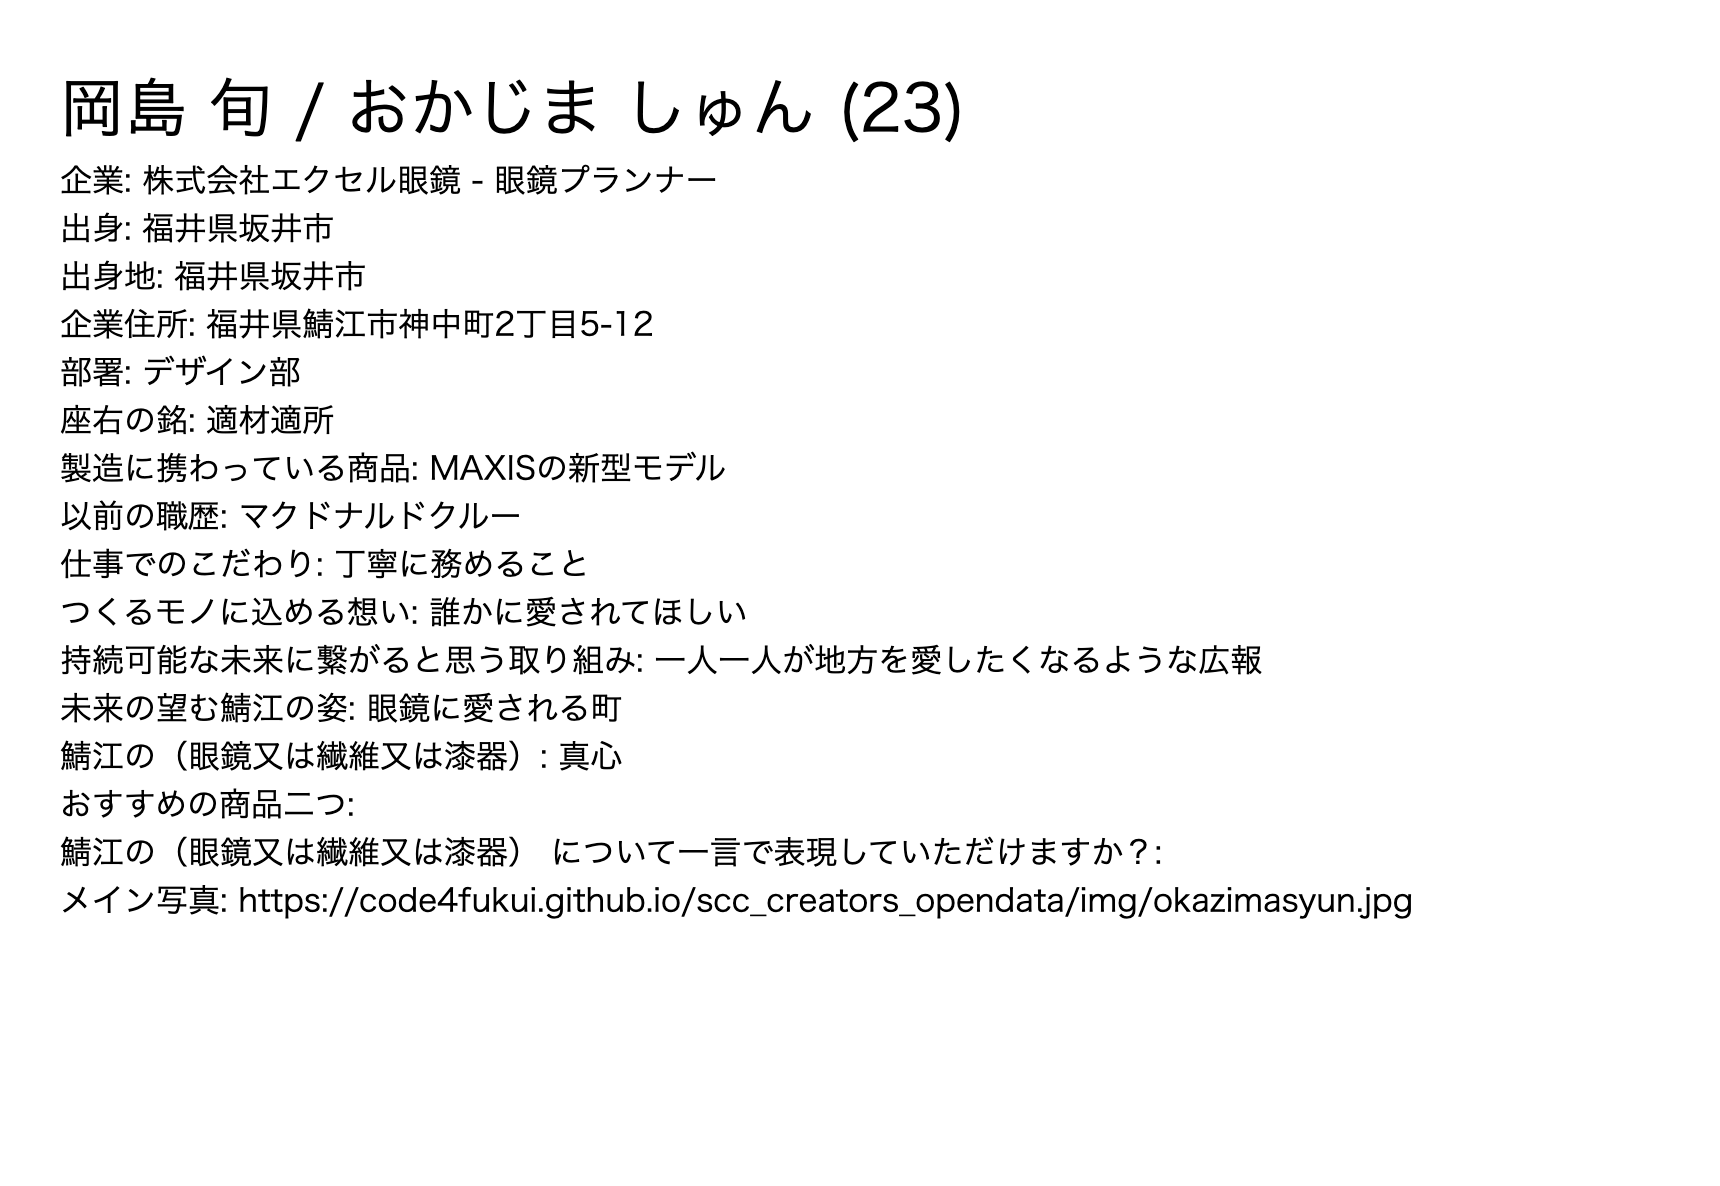 岡島 旬 / おかじま しゅん (23)
企業: 株式会社エクセル眼鏡 - 眼鏡プランナー
出身: 福井県坂井市
出身地: 福井県坂井市
企業住所: 福井県鯖江市神中町2丁目5-12
部署: デザイン部
座右の銘: 適材適所
製造に携わっている商品: MAXISの新型モデル
以前の職歴: マクドナルドクルー
仕事でのこだわり: 丁寧に務めること
つくるモノに込める想い: 誰かに愛されてほしい
持続可能な未来に繋がると思う取り組み: 一人一人が地方を愛したくなるような広報
未来の望む鯖江の姿: 眼鏡に愛される町
鯖江の（眼鏡又は繊維又は漆器）: 真心
おすすめの商品二つ:
鯖江の（眼鏡又は繊維又は漆器） について一言で表現していただけますか？:
メイン写真: https://code4fukui.github.io/scc_creators_opendata/img/okazimasyun.jpg